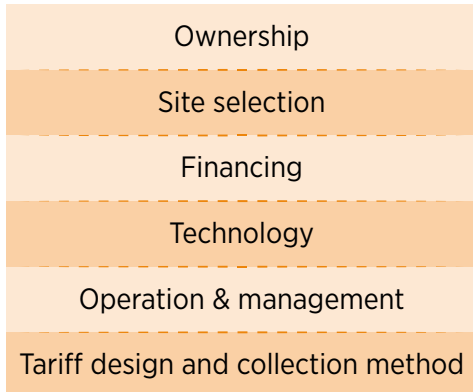 Ownership
Site selection
Financing
Technology
Operation & management
Tariff design and collection method